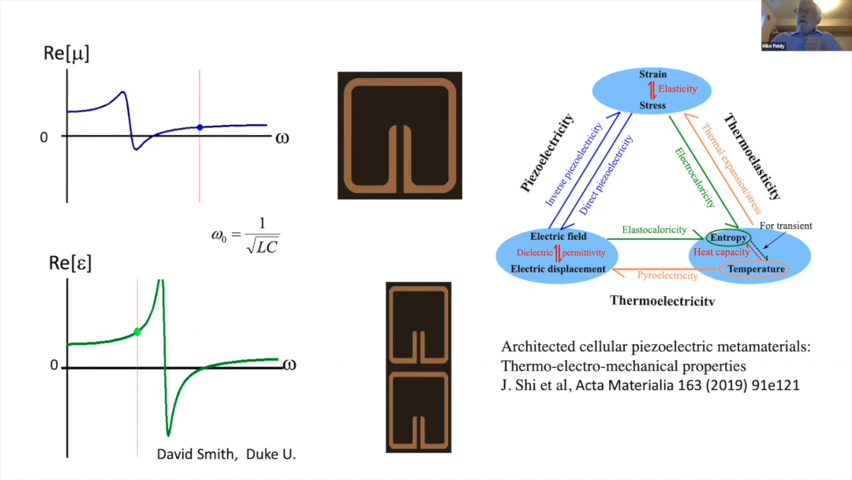 Re[μ]
0
ω
ω₀ = 1/√LC
Re[ε]
0
ω
David Smith, Duke U.
Mike Fiddy
Strain
Elasticity
Stress
Piezoelectricity
Inverse piezoelectricity
Direct piezoelectricity
Electrocaloricity
Thermal expansion/stress
Thermoelasticity
For transient
Electric field
Elastocaloricity
Entropy
Dielectric permittivity
Heat capacity
Electric displacement
Pyroelectricity
Temperature
Thermoelectricity
Architected cellular piezoelectric metamaterials:
Thermo-electro-mechanical properties
J. Shi et al, Acta Materialia 163 (2019) 91e121